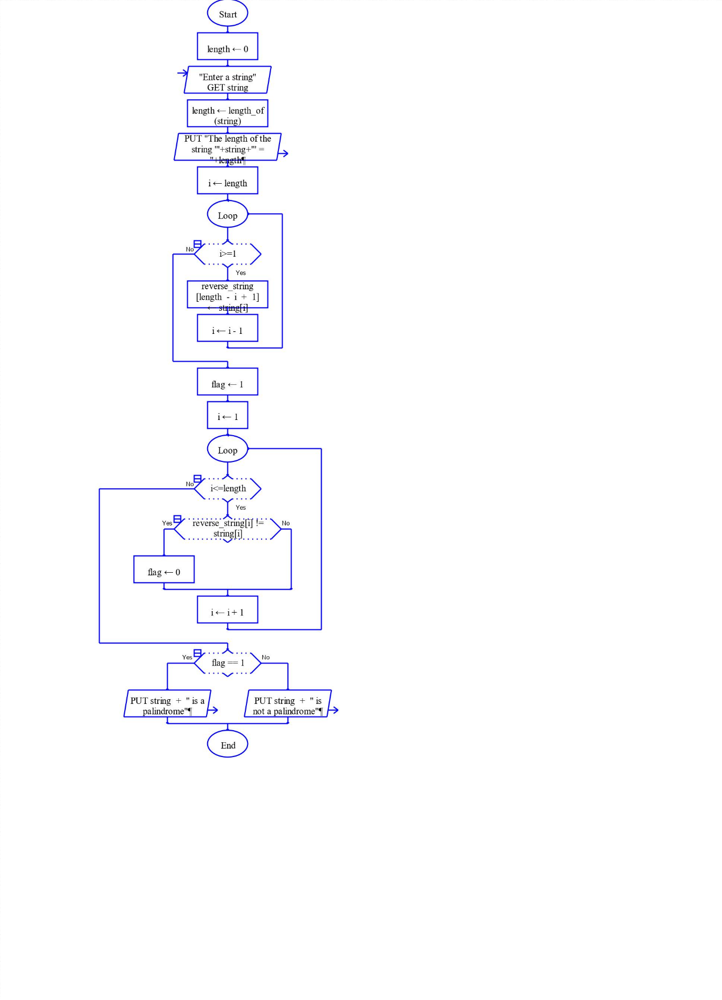 Start
length ← 0
"Enter a string"
GET string
length ← length_of
(string)
PUT "The length of the
string '"+string+"' =
"+length¶
i ← length
Loop
i>=1
No
Yes
reverse_string
[length - i + 1]
← string[i]
i ← i - 1
flag ← 1
i ← 1
Loop
i<=length
No
Yes
reverse_string[i] !=
string[i]
Yes
No
flag ← 0
i ← i + 1
flag == 1
Yes
No
PUT string + " is a
palindrome"¶
PUT string + " is
not a palindrome"¶
End